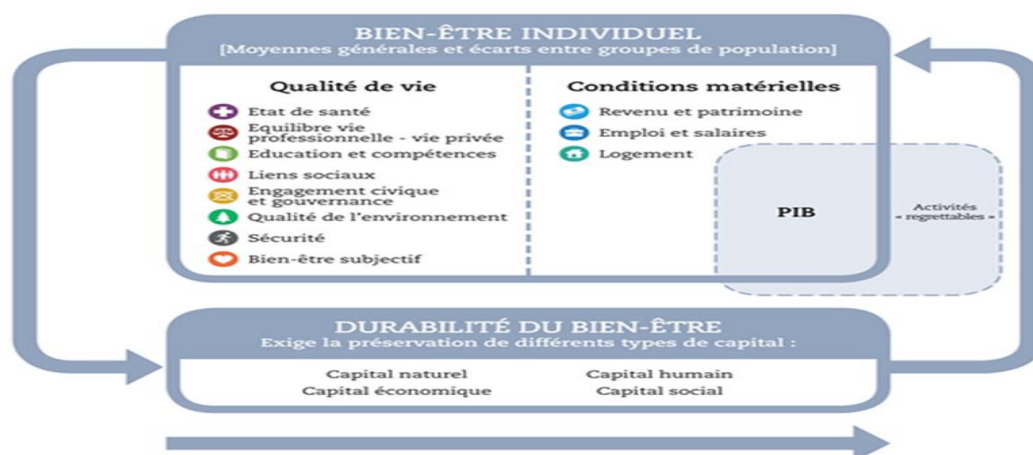 BIEN-ÊTRE INDIVIDUEL
[Moyennes générales et écarts entre groupes de population]
Qualité de vie
Etat de santé
Equilibre vie
professionnelle - vie privée
Education et compétences
Liens sociaux
Engagement civique
et gouvernance
Qualité de l'environnement
Sécurité
Bien-être subjectif
Conditions matérielles
Revenu et patrimoine
Emploi et salaires
Logement
PIB
Activités
« regrettables »
DURABILITÉ DU BIEN-ÊTRE
Exige la préservation de différents types de capital :
Capital naturel
Capital humain
Capital économique
Capital social